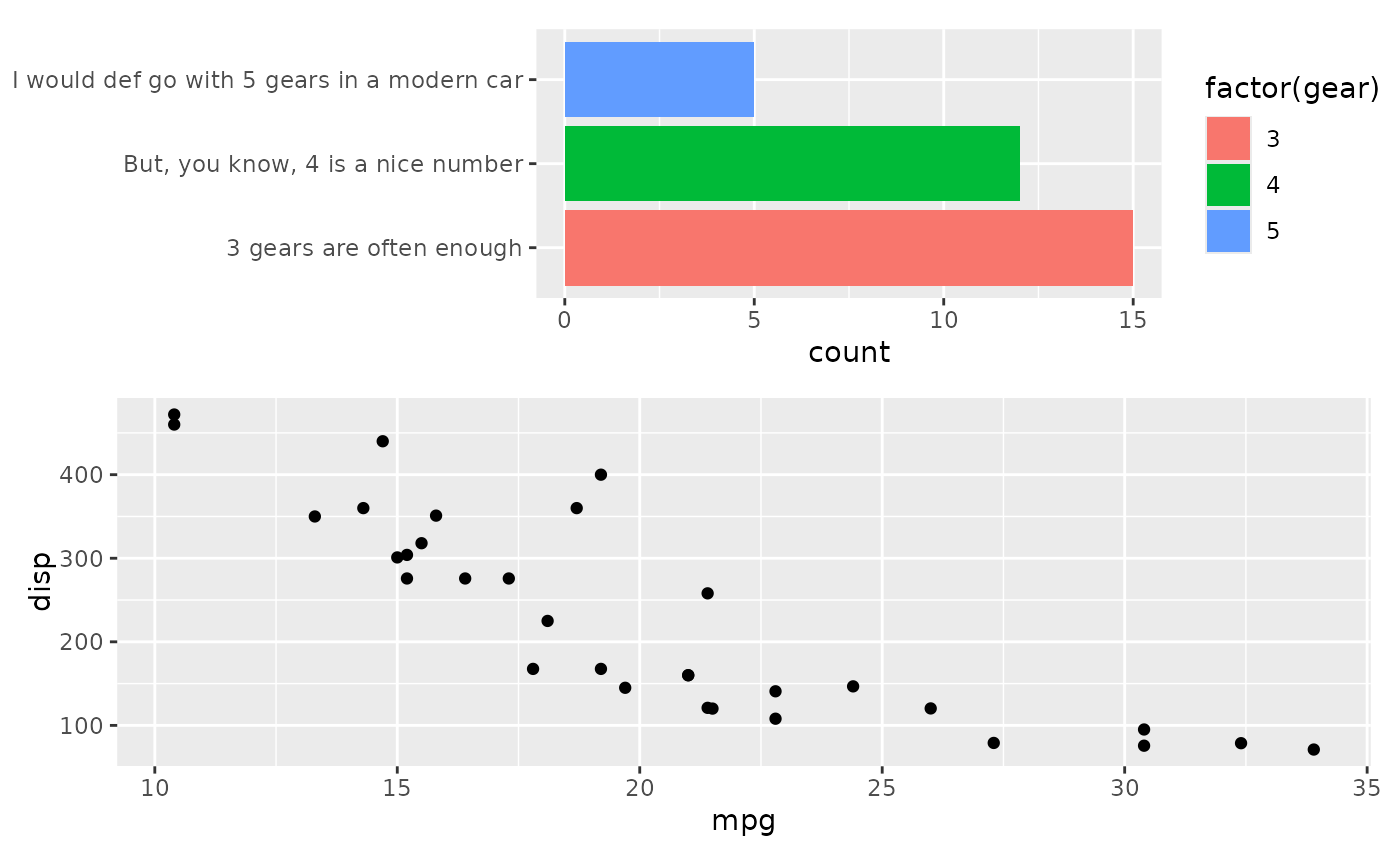 I would def go with 5 gears in a modern car
But, you know, 4 is a nice number
3 gears are often enough
0 5 10 15
count
factor(gear)
3
4
5
400
300
200
100
disp
10 15 20 25 30 35
mpg